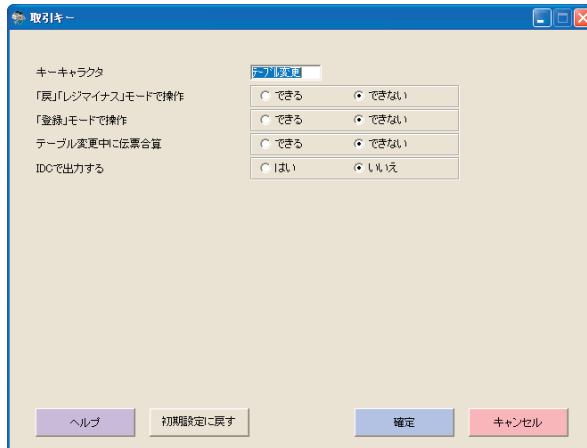 取引キー
キーキャラクタ ﾃｰﾌﾞﾙ変更
「戻」「レジマイナス」モードで操作 できる できない
「登録」モードで操作 できる できない
テーブル変更中に伝票合算 できる できない
IDCで出力する はい いいえ
ヘルプ 初期設定に戻す 確定 キャンセル